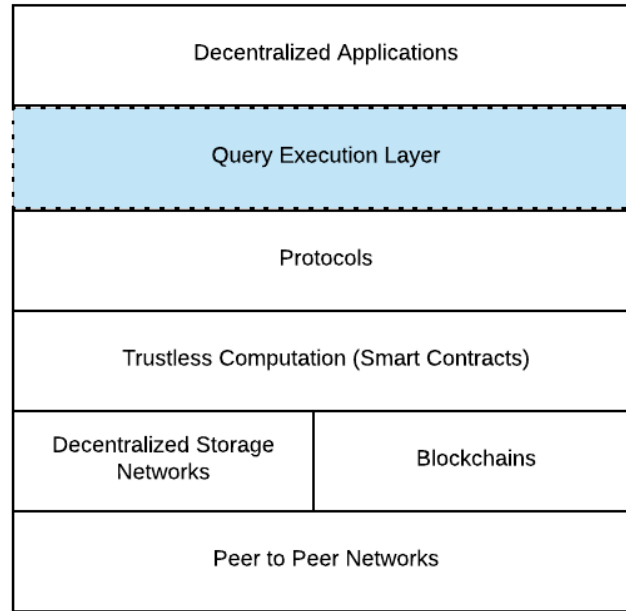 Decentralized Applications
Query Execution Layer
Protocols
Trustless Computation (Smart Contracts)
Decentralized Storage
Networks
Blockchains
Peer to Peer Networks